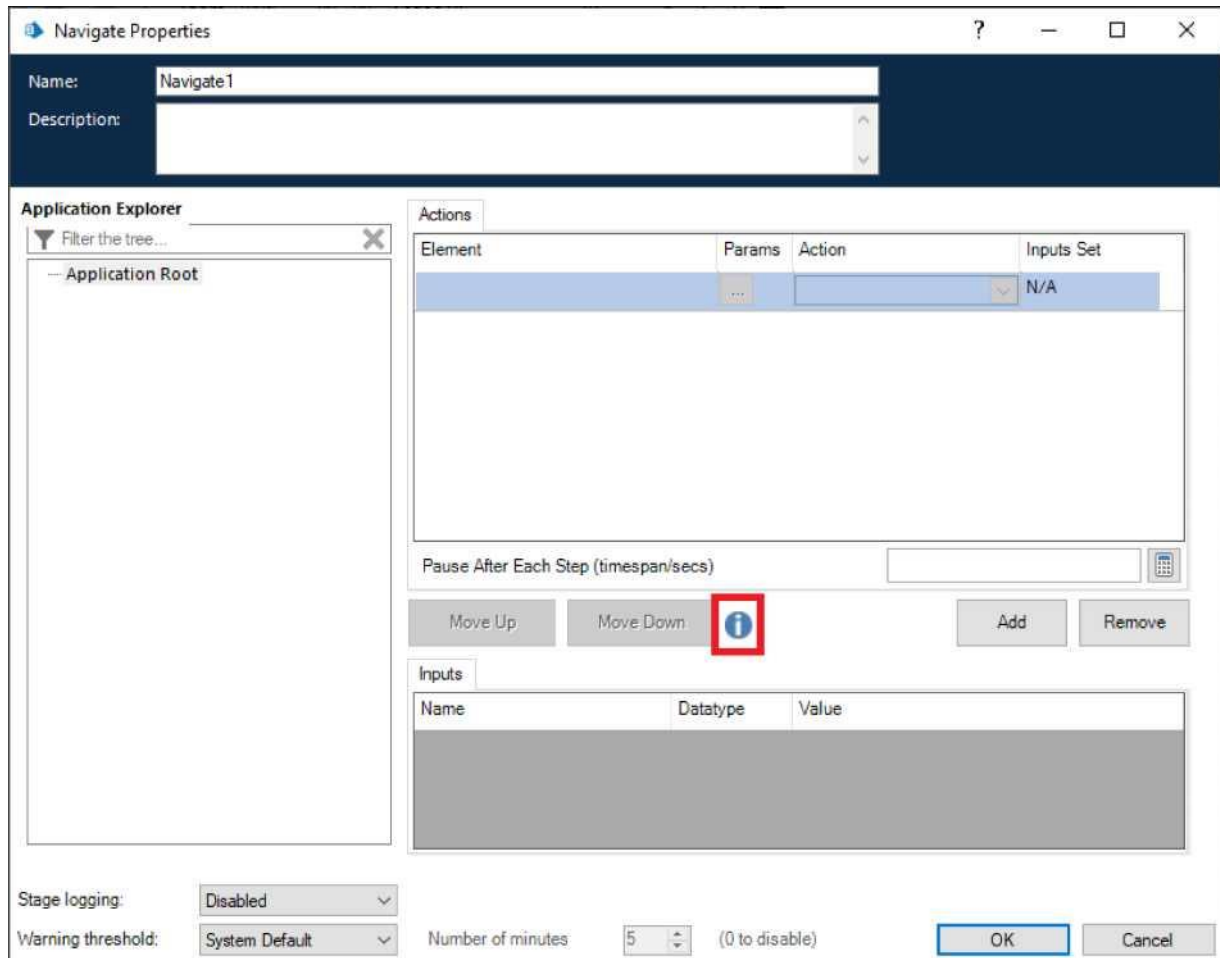 Navigate Properties
Name: Navigate1
Description:
Application Explorer
Filter the tree...
Application Root
Actions
Element Params Action Inputs Set
... N/A
Pause After Each Step (timespan/secs)
Move Up Move Down Add Remove
Inputs
Name Datatype Value
Stage logging: Disabled
Warning threshold: System Default Number of minutes 5 (0 to disable) OK Cancel